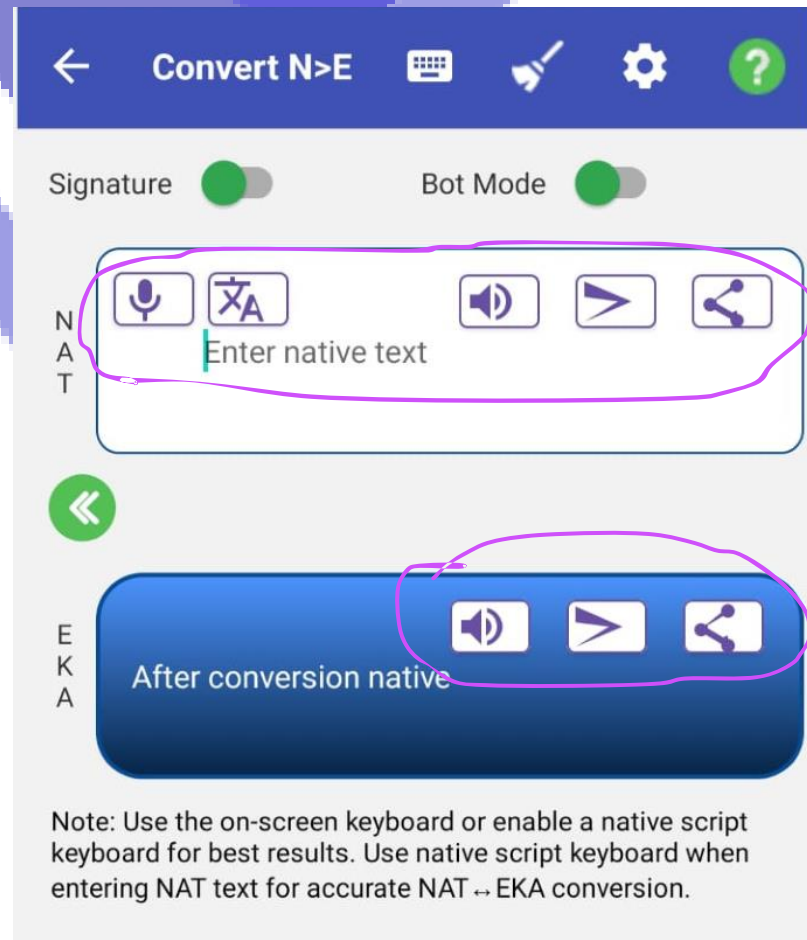 Convert N>E ?
Signature Bot Mode
N
A
T
Enter native text
E
K
A
After conversion native
Note: Use the on-screen keyboard or enable a native script
keyboard for best results. Use native script keyboard when
entering NAT text for accurate NAT↔EKA conversion.